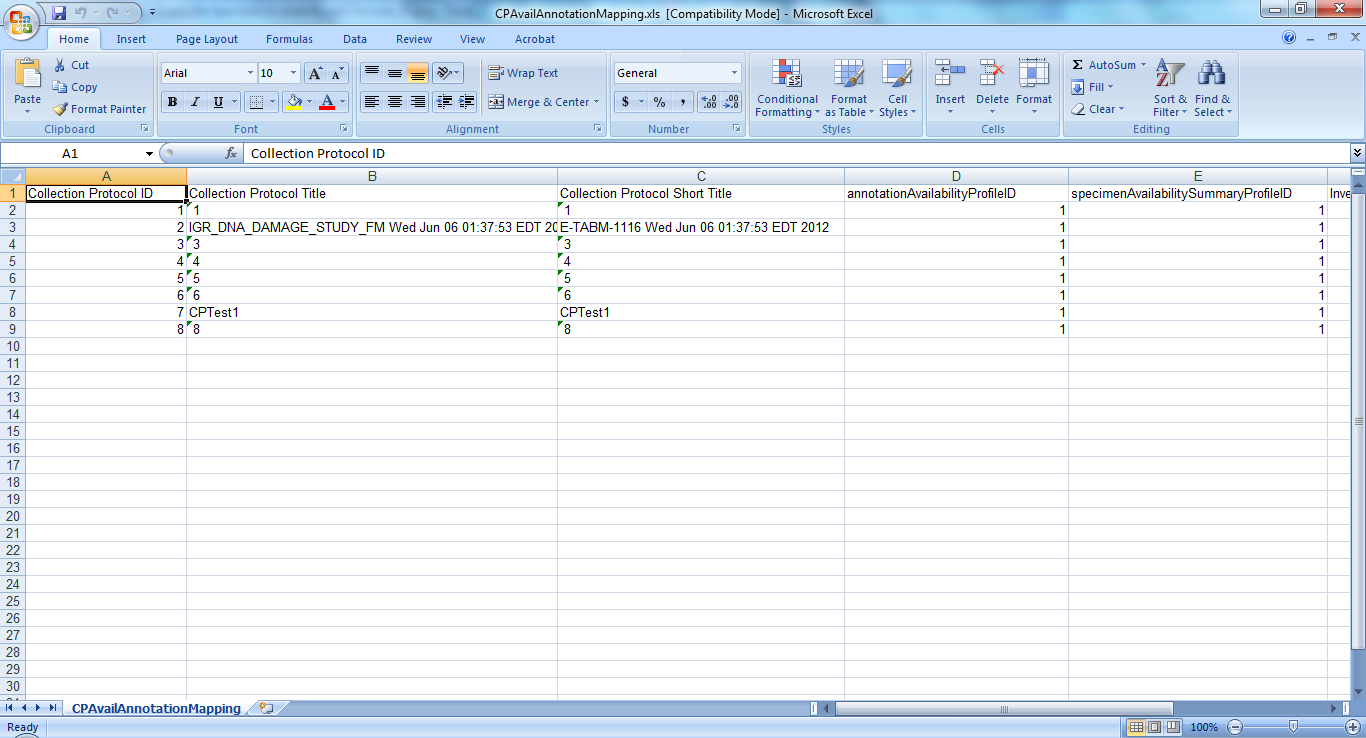 CPAvailAnnotationMapping.xls [Compatibility Mode] - Microsoft Excel
Home Insert Page Layout Formulas Data Review View Acrobat
Paste
Cut
Copy
Format Painter
Clipboard
Arial 10
B I U
Font
Wrap Text
Merge & Center
Alignment
General
$ % ,
Number
Conditional Formatting
Format as Table
Cell Styles
Styles
Insert Delete Format
Cells
Σ AutoSum
Fill
Clear
Sort & Filter
Find & Select
Editing
A1 fx Collection Protocol ID
A B C D E
1 Collection Protocol ID Collection Protocol Title Collection Protocol Short Title annotationAvailabilityProfileID specimenAvailabilitySummaryProfileID Inve
2 1 1 1 1 1
3 2 IGR_DNA_DAMAGE_STUDY_FM Wed Jun 06 01:37:53 EDT 20 E-TABM-1116 Wed Jun 06 01:37:53 EDT 2012 1 1
4 3 3 3 1 1
5 4 4 4 1 1
6 5 5 5 1 1
7 6 6 6 1 1
8 7 CPTest1 CPTest1 1 1
9 8 8 8 1 1
10
11
12
13
14
15
16
17
18
19
20
21
22
23
24
25
26
27
28
29
30
CPAvailAnnotationMapping
Ready 100%